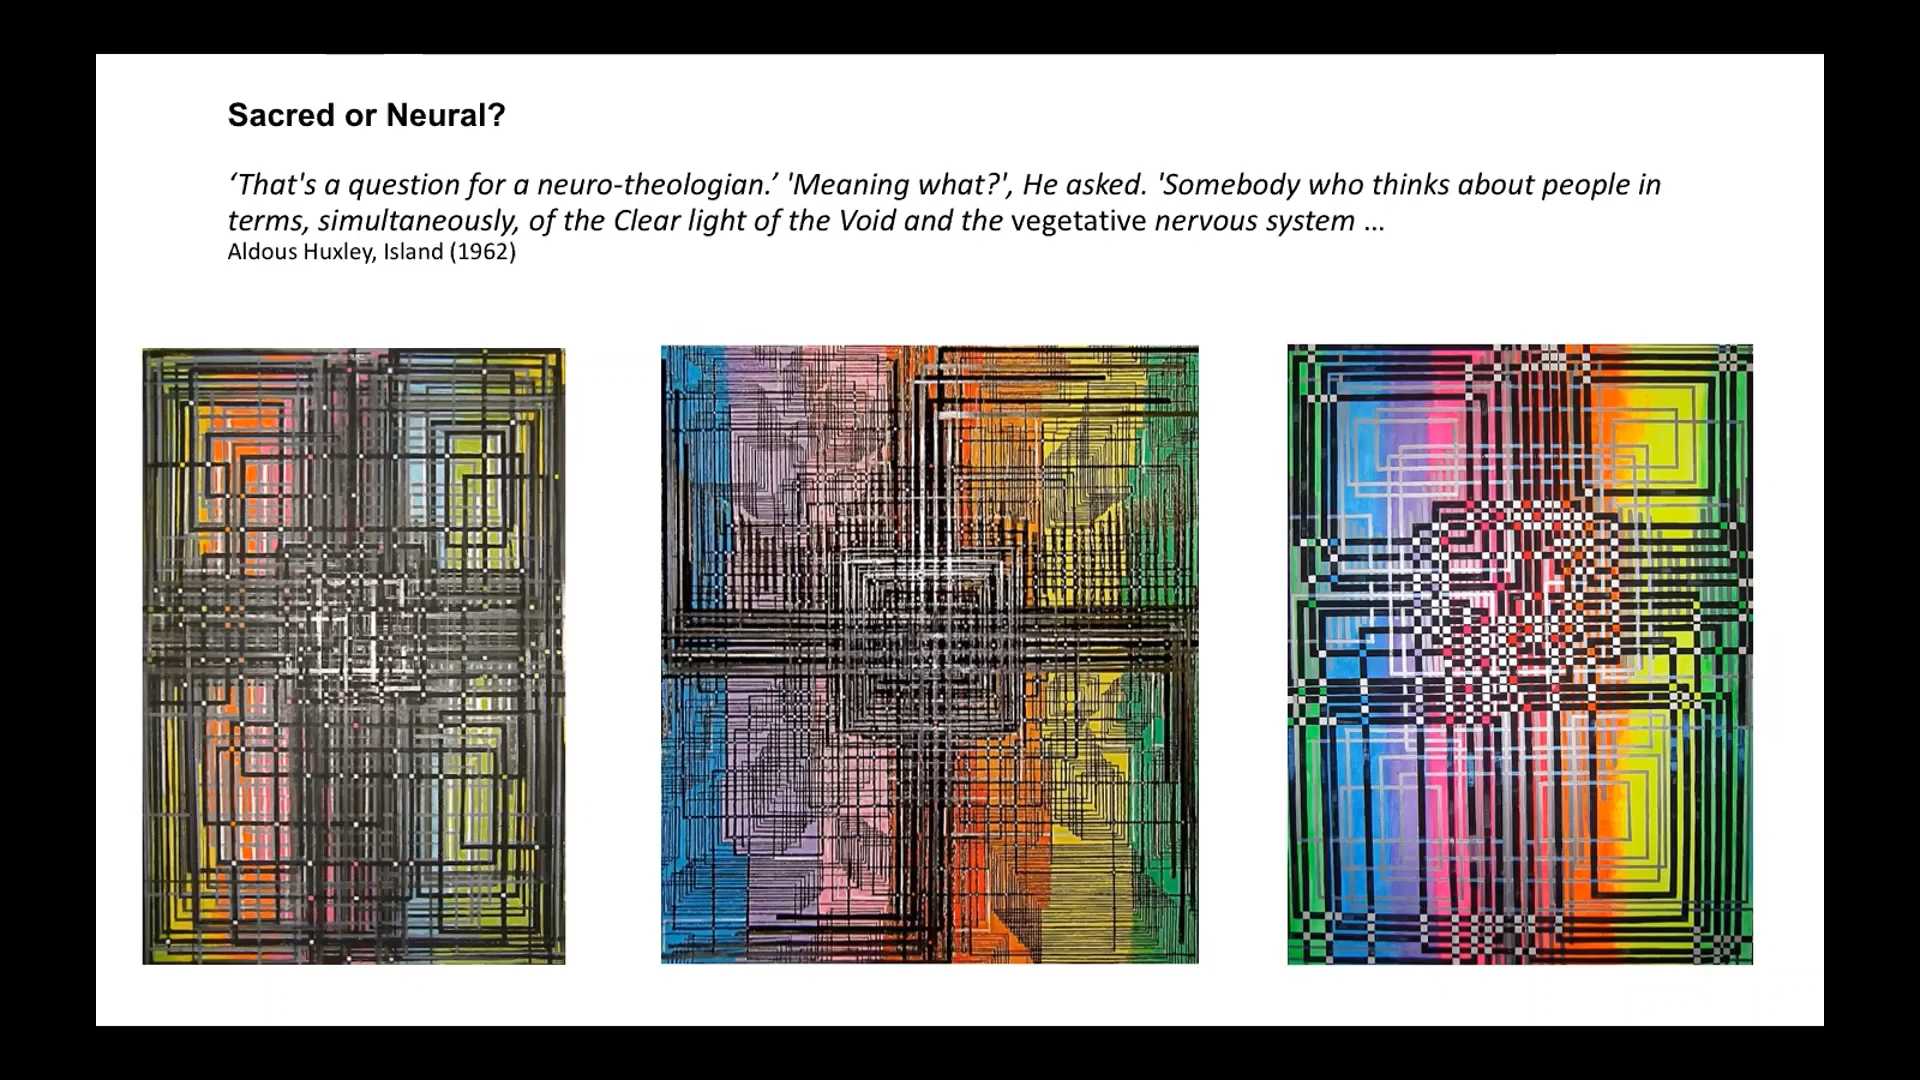 Sacred or Neural?
‘That's a question for a neuro-theologian.’ 'Meaning what?', He asked. 'Somebody who thinks about people in
terms, simultaneously, of the Clear light of the Void and the vegetative nervous system ...
Aldous Huxley, Island (1962)